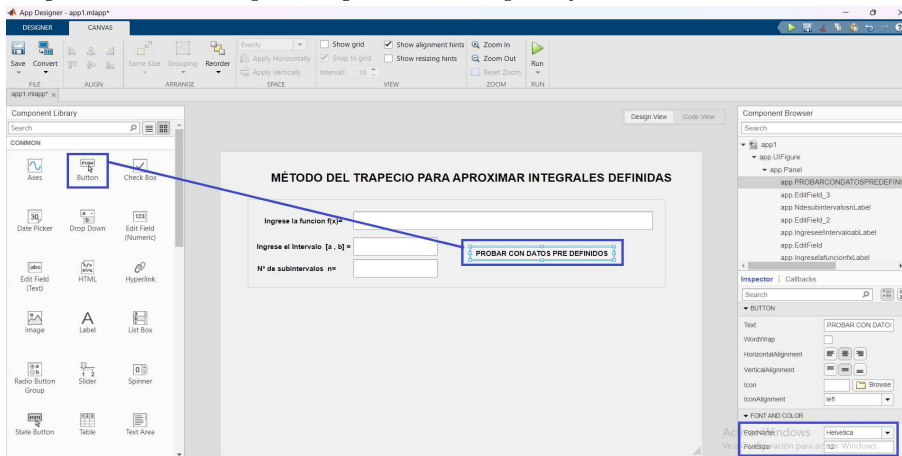 App Designer - app1.mlapp*
DESIGNER CANVAS
Save Convert Same Size Grouping Reorder
Evenly
Apply Horizontally
Apply Vertically
Show grid
Snap to grid
Interval: 10
Show alignment hints
Show resizing hints
Zoom In
Zoom Out
Reset Zoom
Run
FILE ALIGN ARRANGE SPACE VIEW ZOOM RUN
app1.mlapp*
Component Library
Search
COMMON
Axes Button Check Box
Date Picker Drop Down Edit Field (Numeric)
Edit Field (Text) HTML Hyperlink
Image Label List Box
Radio Button Group Slider Spinner
State Button Table Text Area
Design View Code View
MÉTODO DEL TRAPECIO PARA APROXIMAR INTEGRALES DEFINIDAS
Ingrese la funcion f(x)=
Ingrese el Intervalo [a , b] =
PROBAR CON DATOS PRE DEFINIDOS
Nº de subintervalos n=
Component Browser
Search
app1
app.UIFigure
app.Panel
app.PROBARCONDATOSPREDEFINI
app.EditField_3
app.NdesubintervalosnLabel
app.EditField_2
app.IngreseelIntervaloabLabel
app.EditField
app.IngreselafuncionfxLabel
Inspector Callbacks
Search
BUTTON
Text PROBAR CON DATO
WordWrap
HorizontalAlignment
VerticalAlignment
Icon Browse
IconAlignment left
FONT AND COLOR
FontName Helvetica
FontSize 12